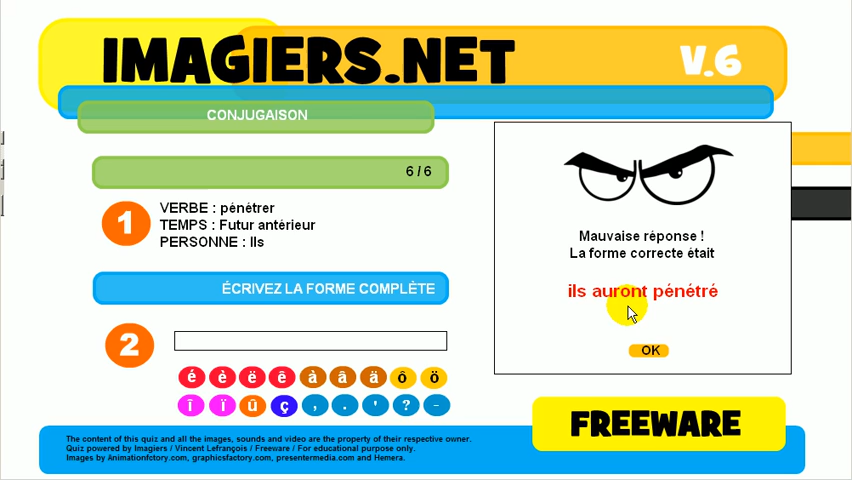 IMAGIERS.NET
V.6
CONJUGAISON
6 / 6
1
VERBE : pénétrer
TEMPS : Futur antérieur
PERSONNE : Ils
ÉCRIVEZ LA FORME COMPLÈTE
2
é è ë ê à â ä ô ö
î ï û ç , . ' ? -
Mauvaise réponse !
La forme correcte était
ils auront pénétré
OK
FREEWARE
The content of this quiz and all the images, sounds and video are the property of their respective owner.
Quiz powered by Imagiers / Vincent Lefrançois / Freeware / For educational purpose only.
Images by Animationfctory.com, graphicsfactory.com, presentermedia.com and Hemera.